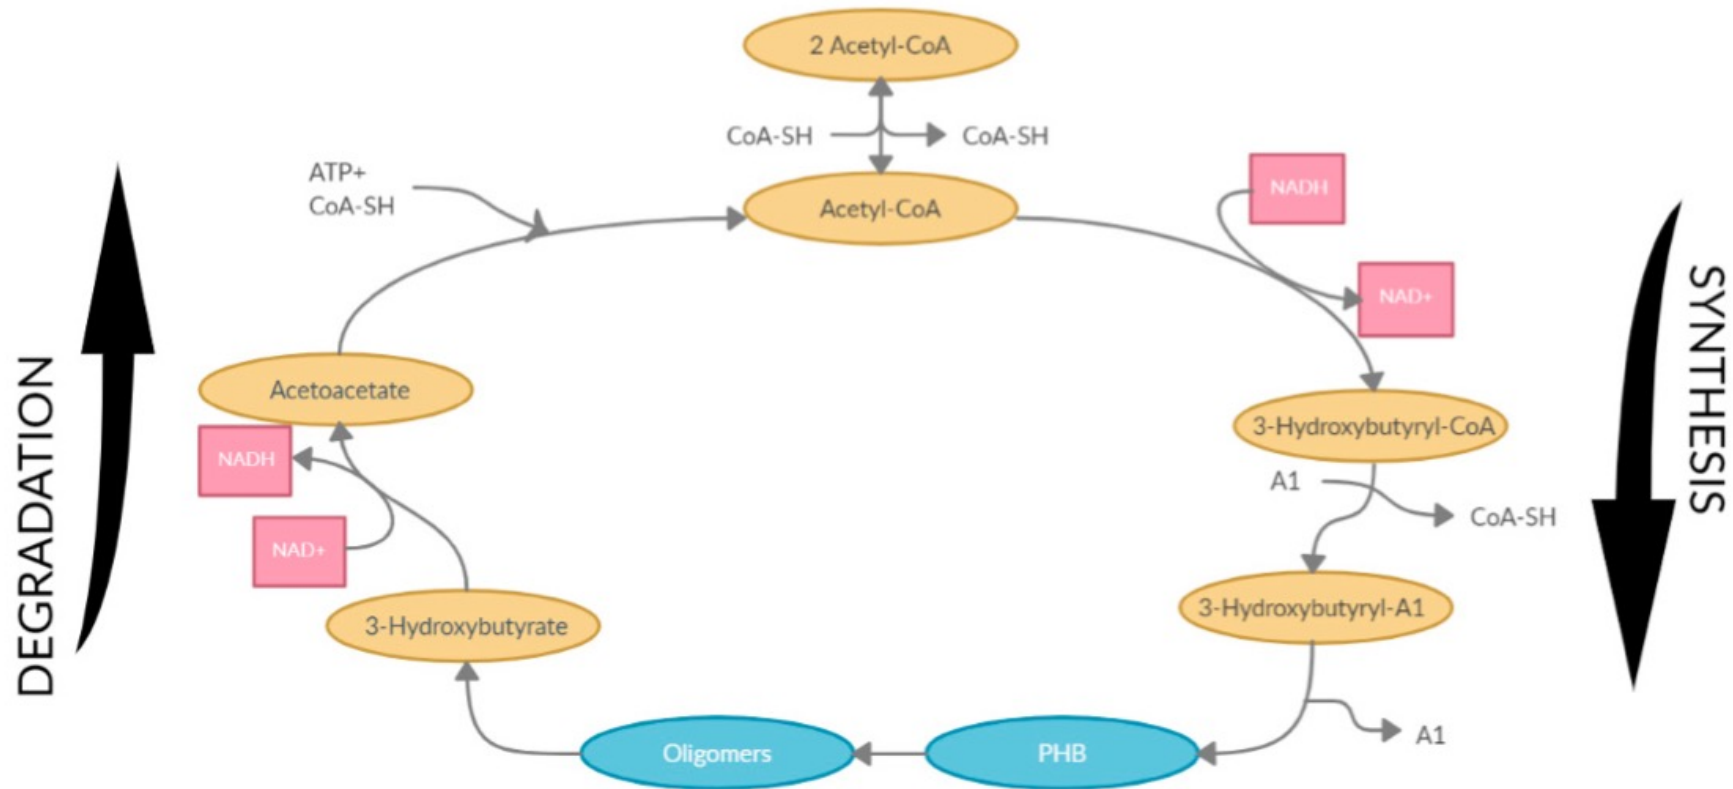 2 Acetyl-CoA
CoA-SH
CoA-SH
ATP+
CoA-SH
Acetyl-CoA
NADH
NAD+
SYNTHESIS
3-Hydroxybutyryl-CoA
A1
CoA-SH
3-Hydroxybutyryl-A1
A1
PHB
Oligomers
3-Hydroxybutyrate
NAD+
NADH
Acetoacetate
DEGRADATION